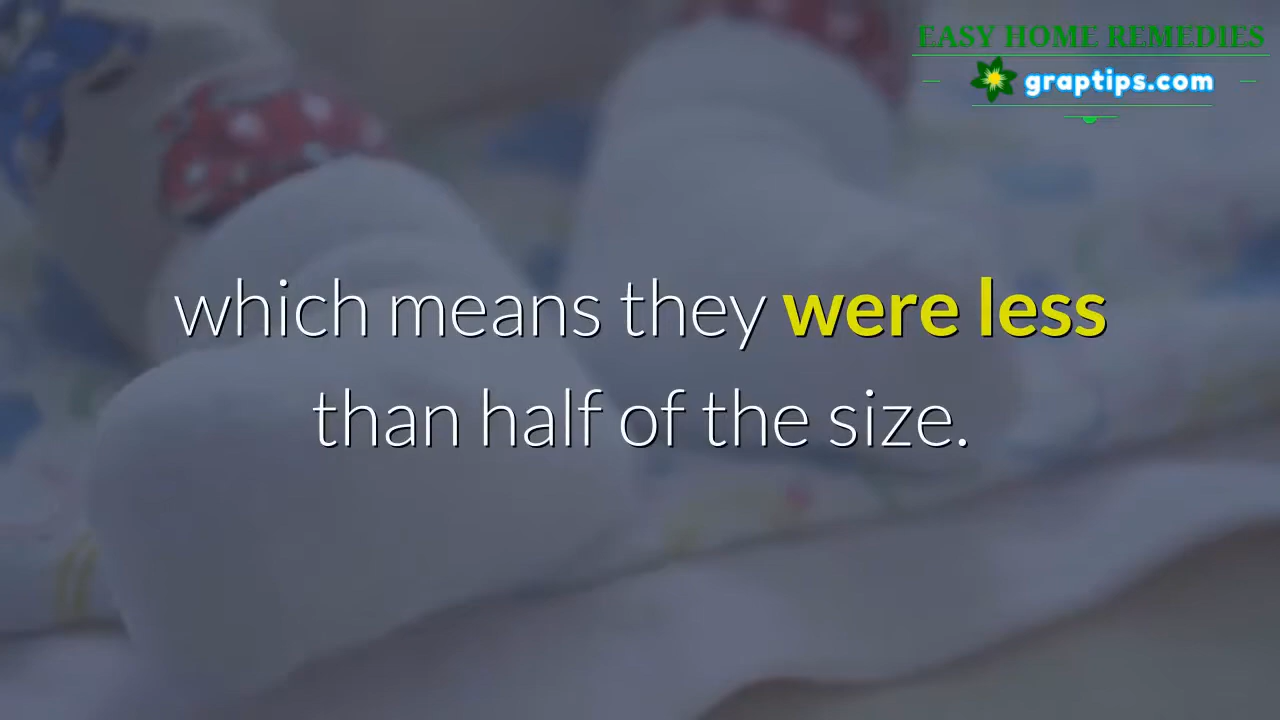 EASY HOME REMEDIES
graptips.com
which means they were less
than half of the size.